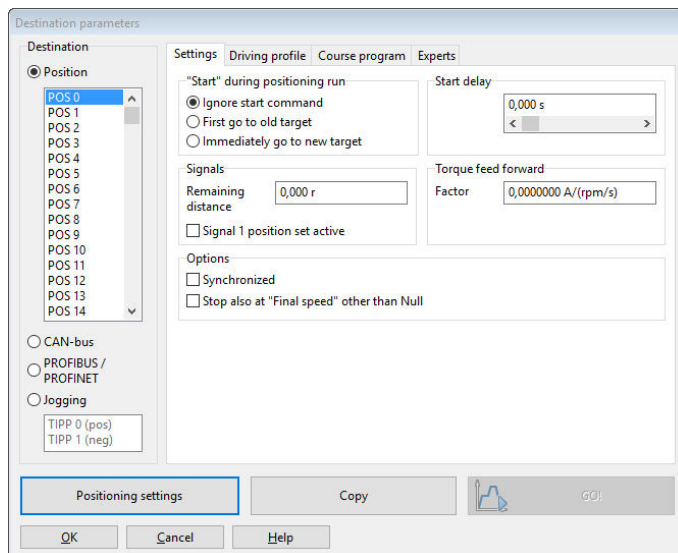 Destination parameters
Destination
Position
POS 0
POS 1
POS 2
POS 3
POS 4
POS 5
POS 6
POS 7
POS 8
POS 9
POS 10
POS 11
POS 12
POS 13
POS 14
CAN-bus
PROFIBUS /
PROFINET
Jogging
TIPP 0 (pos)
TIPP 1 (neg)
Settings Driving profile Course program Experts
"Start" during positioning run
Ignore start command
First go to old target
Immediately go to new target
Start delay
0,000 s
Signals
Remaining
distance
0,000 r
Signal 1 position set active
Torque feed forward
Factor 0,0000000 A/(rpm/s)
Options
Synchronized
Stop also at "Final speed" other than Null
Positioning settings Copy GO!
OK Cancel Help